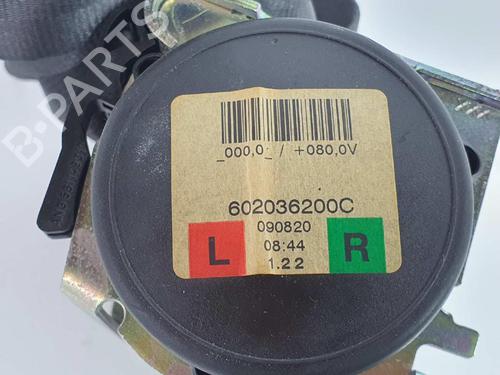 B-PARTS
_000,0_ / +080,0V
602036200C
090820
L 08:44 R
1.22